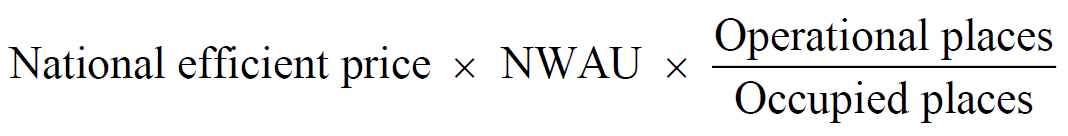 National efficient price × NWAU × Operational places
Occupied places